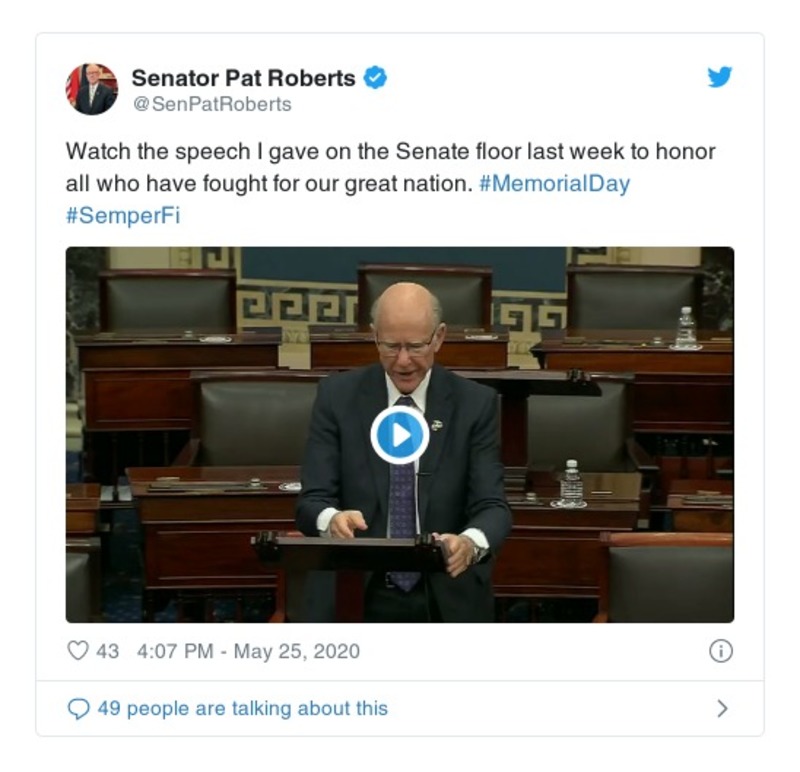 Senator Pat Roberts
@SenPatRoberts
Watch the speech I gave on the Senate floor last week to honor
all who have fought for our great nation. #MemorialDay
#SemperFi
43 4:07 PM - May 25, 2020
49 people are talking about this